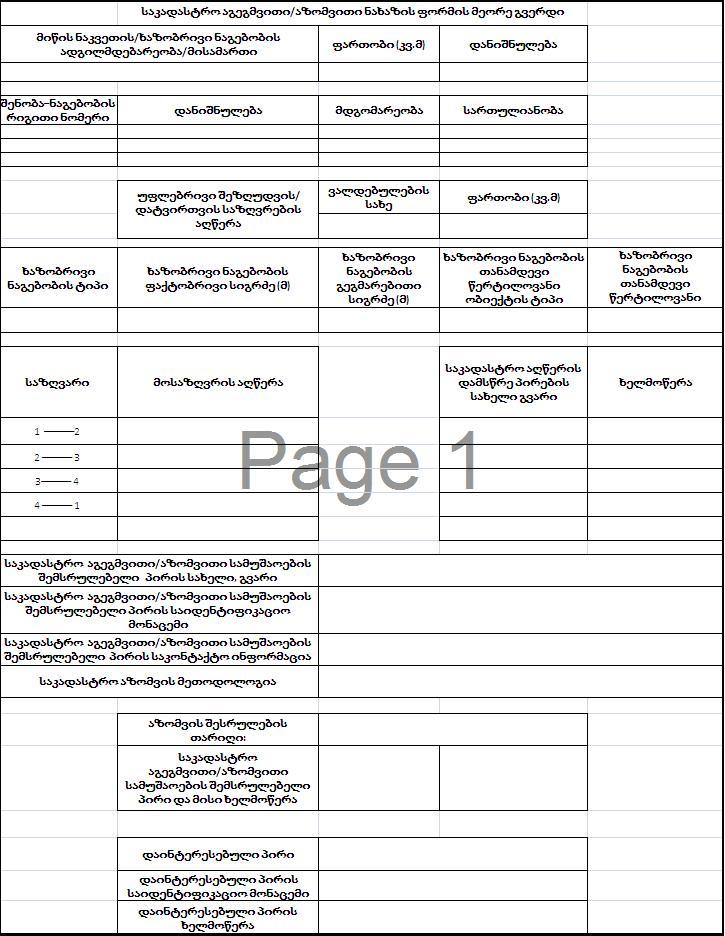 საკადასტრო აგეგმვითი/აზომვითი ნახაზის ფორმის მეორე გვერდი
მიწის ნაკვეთის/ხაზობრივი ნაგებობის
ადგილმდებარეობა/მისამართი
ფართობი (კვ.მ)
დანიშნულება
შენობა-ნაგებობის
რიგითი ნომერი
დანიშნულება
მდგომარეობა
სართულიანობა
უფლებრივი შეზღუდვის/
დატვირთვის საზღვრების
აღწერა
ვალდებულების
სახე
ფართობი (კვ.მ)
ხაზობრივი
ნაგებობის ტიპი
ხაზობრივი ნაგებობის
ფაქტობრივი სიგრძე (მ)
ხაზობრივი
ნაგებობის
გეგმარებითი
სიგრძე (მ)
ხაზობრივი ნაგებობის
თანამდევი
წერტილოვანი
ობიექტის ტიპი
ხაზობრივი
ნაგებობის
თანამდევი
წერტილოვანი
საზღვარი
მოსაზღვრის აღწერა
საკადასტრო აღწერის
დამსწრე პირების
სახელი გვარი
ხელმოწერა
1 ——— 2
2 ——— 3
3 ——— 4
4 ——— 1
Page 1
საკადასტრო აგეგმვითი/აზომვითი სამუშაოების
შემსრულებელი პირის სახელი, გვარი
საკადასტრო აგეგმვითი/აზომვითი სამუშაოების
შემსრულებელი პირის საიდენტიფიკაციო
მონაცემი
საკადასტრო აგეგმვითი/აზომვითი სამუშაოების
შემსრულებელი პირის საკონტაქტო ინფორმაცია
საკადასტრო აზომვის მეთოდოლოგია
აზომვის შესრულების
თარიღი:
საკადასტრო
აგეგმვითი/აზომვითი
სამუშაოების შემსრულებელი
პირი და მისი ხელმოწერა
დაინტერესებული პირი
დაინტერესებული პირის
საიდენტიფიკაციო მონაცემი
დაინტერესებული პირის
ხელმოწერა